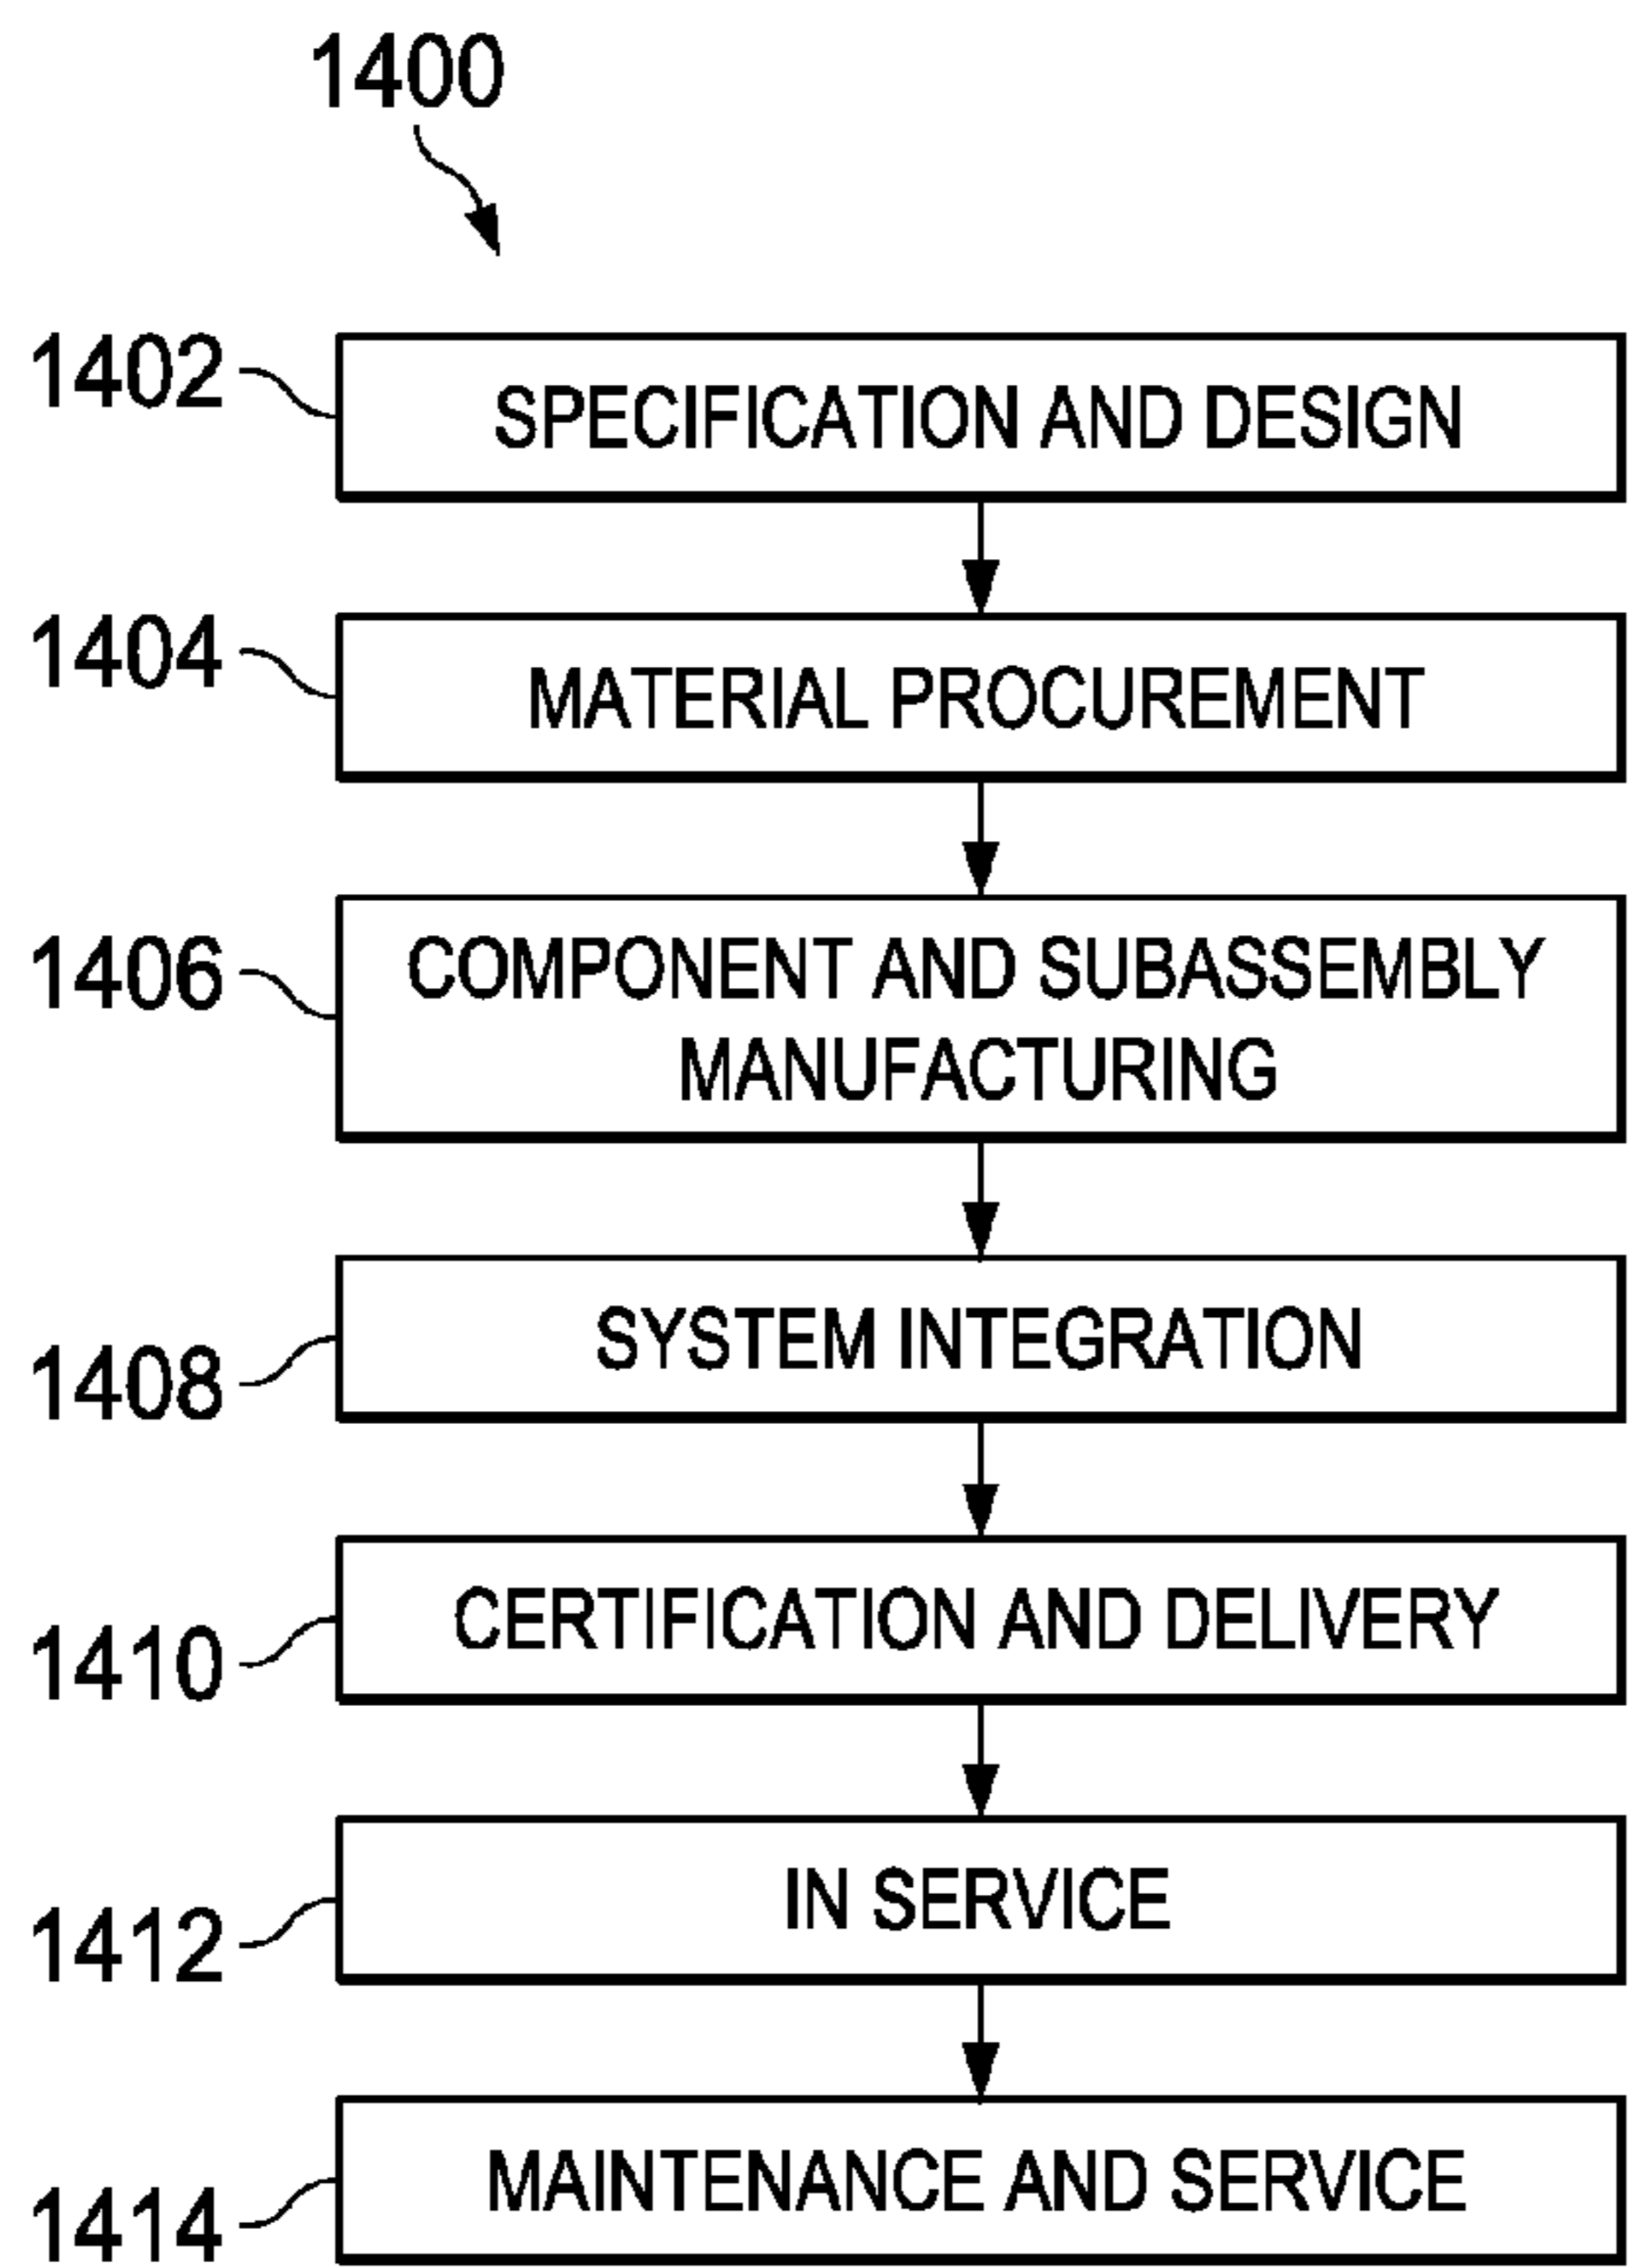 1400
1402
SPECIFICATION AND DESIGN
1404
MATERIAL PROCUREMENT
1406
COMPONENT AND SUBASSEMBLY
MANUFACTURING
1408
SYSTEM INTEGRATION
1410
CERTIFICATION AND DELIVERY
1412
IN SERVICE
1414
MAINTENANCE AND SERVICE